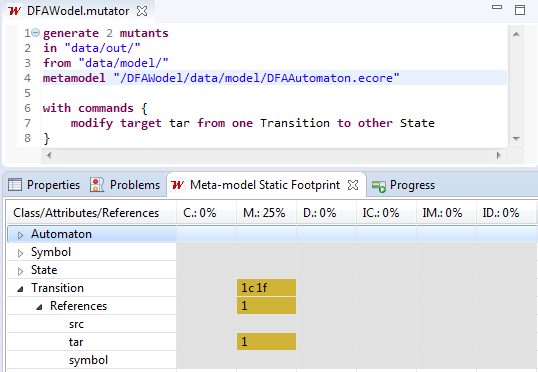 DFAWodel.mutator
1 generate 2 mutants
2 in "data/out/"
3 from "data/model/"
4 metamodel "/DFAWodel/data/model/DFAAutomaton.ecore"
5
6 with commands {
7 modify target tar from one Transition to other State
8 }
Properties Problems Meta-model Static Footprint Progress
Class/Attributes/References C.: 0% M.: 25% D.: 0% IC.: 0% IM.: 0% ID.: 0%
Automaton
Symbol
State
Transition 1c 1f
References 1
src
tar 1
symbol